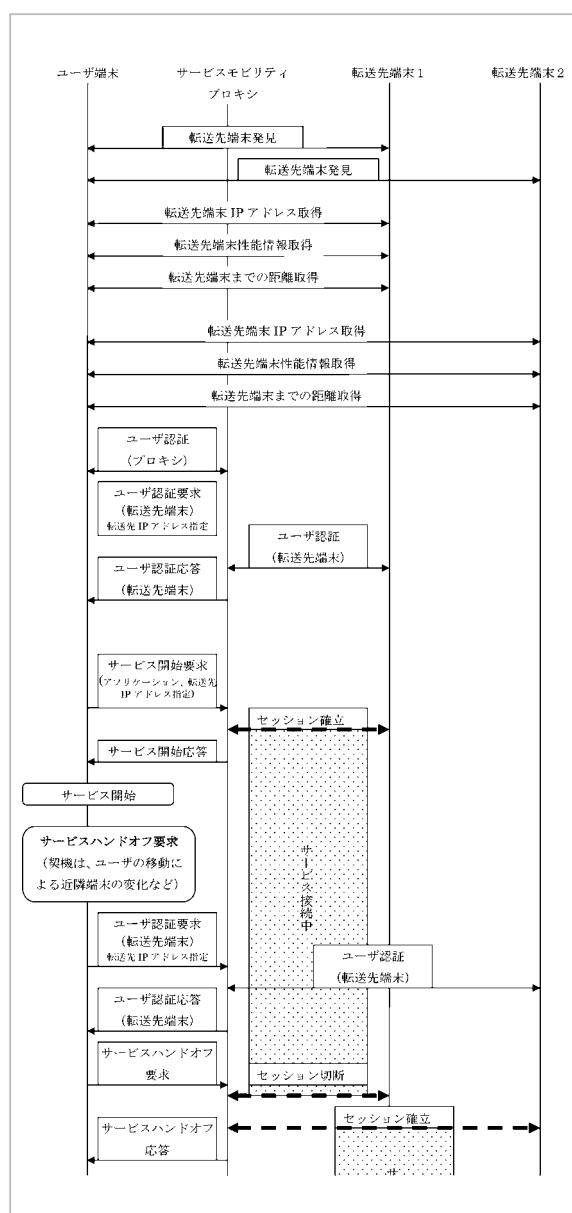 ユーザ端末
サービスモビリティ
プロキシ
転送先端末1
転送先端末2
転送先端末発見
転送先端末発見
転送先端末 IP アドレス取得
転送先端末性能情報取得
転送先端末までの距離取得
転送先端末 IP アドレス取得
転送先端末性能情報取得
転送先端末までの距離取得
ユーザ認証
(プロキシ)
ユーザ認証要求
(転送先端末)
転送先 IP アドレス指定
ユーザ認証
(転送先端末)
ユーザ認証応答
(転送先端末)
サービス開始要求
(アプリケーション、転送先
IP アドレス指定)
セッション確立
サービス開始応答
サービス開始
サービスハンドオフ要求
(契機は、ユーザの移動に
よる近隣端末の変化など)
サービス接続中
ユーザ認証要求
(転送先端末)
転送先 IP アドレス指定
ユーザ認証
(転送先端末)
ユーザ認証応答
(転送先端末)
サービスハンドオフ
要求
セッション切断
セッション確立
サービスハンドオフ
応答
サ